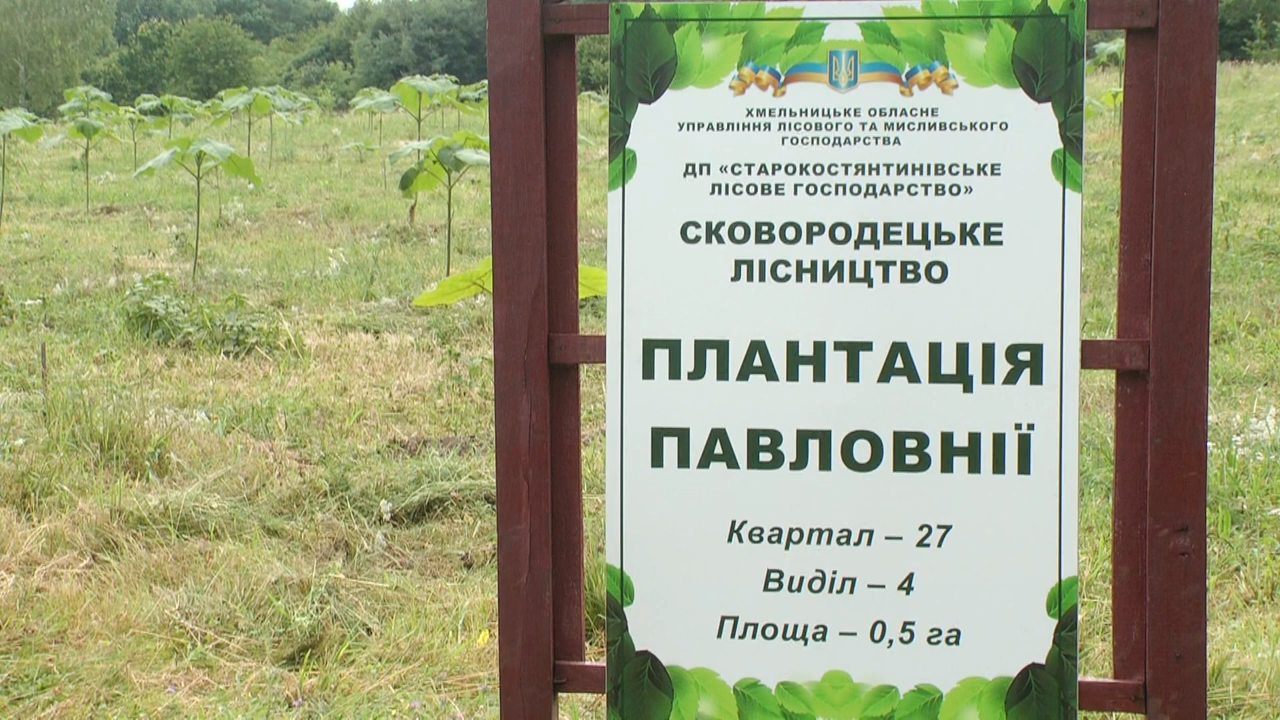 ХМЕЛЬНИЦЬКЕ ОБЛАСНЕ
УПРАВЛІННЯ ЛІСОВОГО ТА МИСЛИВСЬКОГО
ГОСПОДАРСТВА
ДП «СТАРОКОСТЯНТИНІВСЬКЕ
ЛІСОВЕ ГОСПОДАРСТВО»
СКОВОРОДЕЦЬКЕ
ЛІСНИЦТВО
ПЛАНТАЦІЯ
ПАВЛОВНІЇ
Квартал – 27
Виділ – 4
Площа – 0,5 га